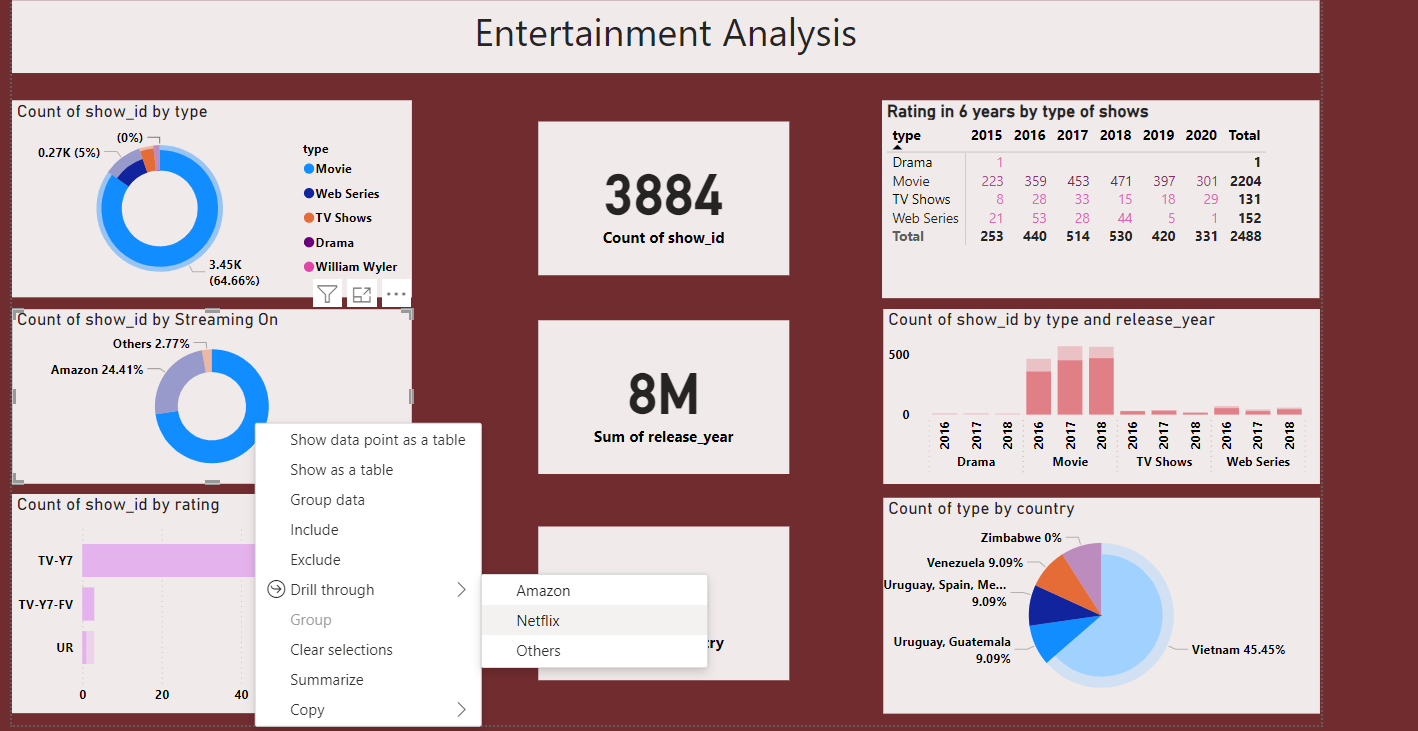 Entertainment Analysis
Count of show_id by type
(0%)
0.27K (5%)
3.45K
(64.66%)
type
Movie
Web Series
TV Shows
Drama
William Wyler
3884
Count of show_id
Rating in 6 years by type of shows
type 2015 2016 2017 2018 2019 2020 Total
Drama 1 1
Movie 223 359 453 471 397 301 2204
TV Shows 8 28 33 15 18 29 131
Web Series 21 53 28 44 5 1 152
Total 253 440 514 530 420 331 2488
Count of show_id by Streaming On
Others 2.77%
Amazon 24.41%
8M
Sum of release_year
Count of show_id by type and release_year
500
0
2016 2017 2018 2016 2017 2018 2016 2017 2018 2016 2017 2018
Drama Movie TV Shows Web Series
Count of show_id by rating
TV-Y7
TV-Y7-FV
UR
0 20 40
Show data point as a table
Show as a table
Group data
Include
Exclude
Drill through
Group
Clear selections
Summarize
Copy
Amazon
Netflix
Others
ry
Count of type by country
Zimbabwe 0%
Venezuela 9.09%
Uruguay, Spain, Me...
9.09%
Uruguay, Guatemala
9.09%
Vietnam 45.45%